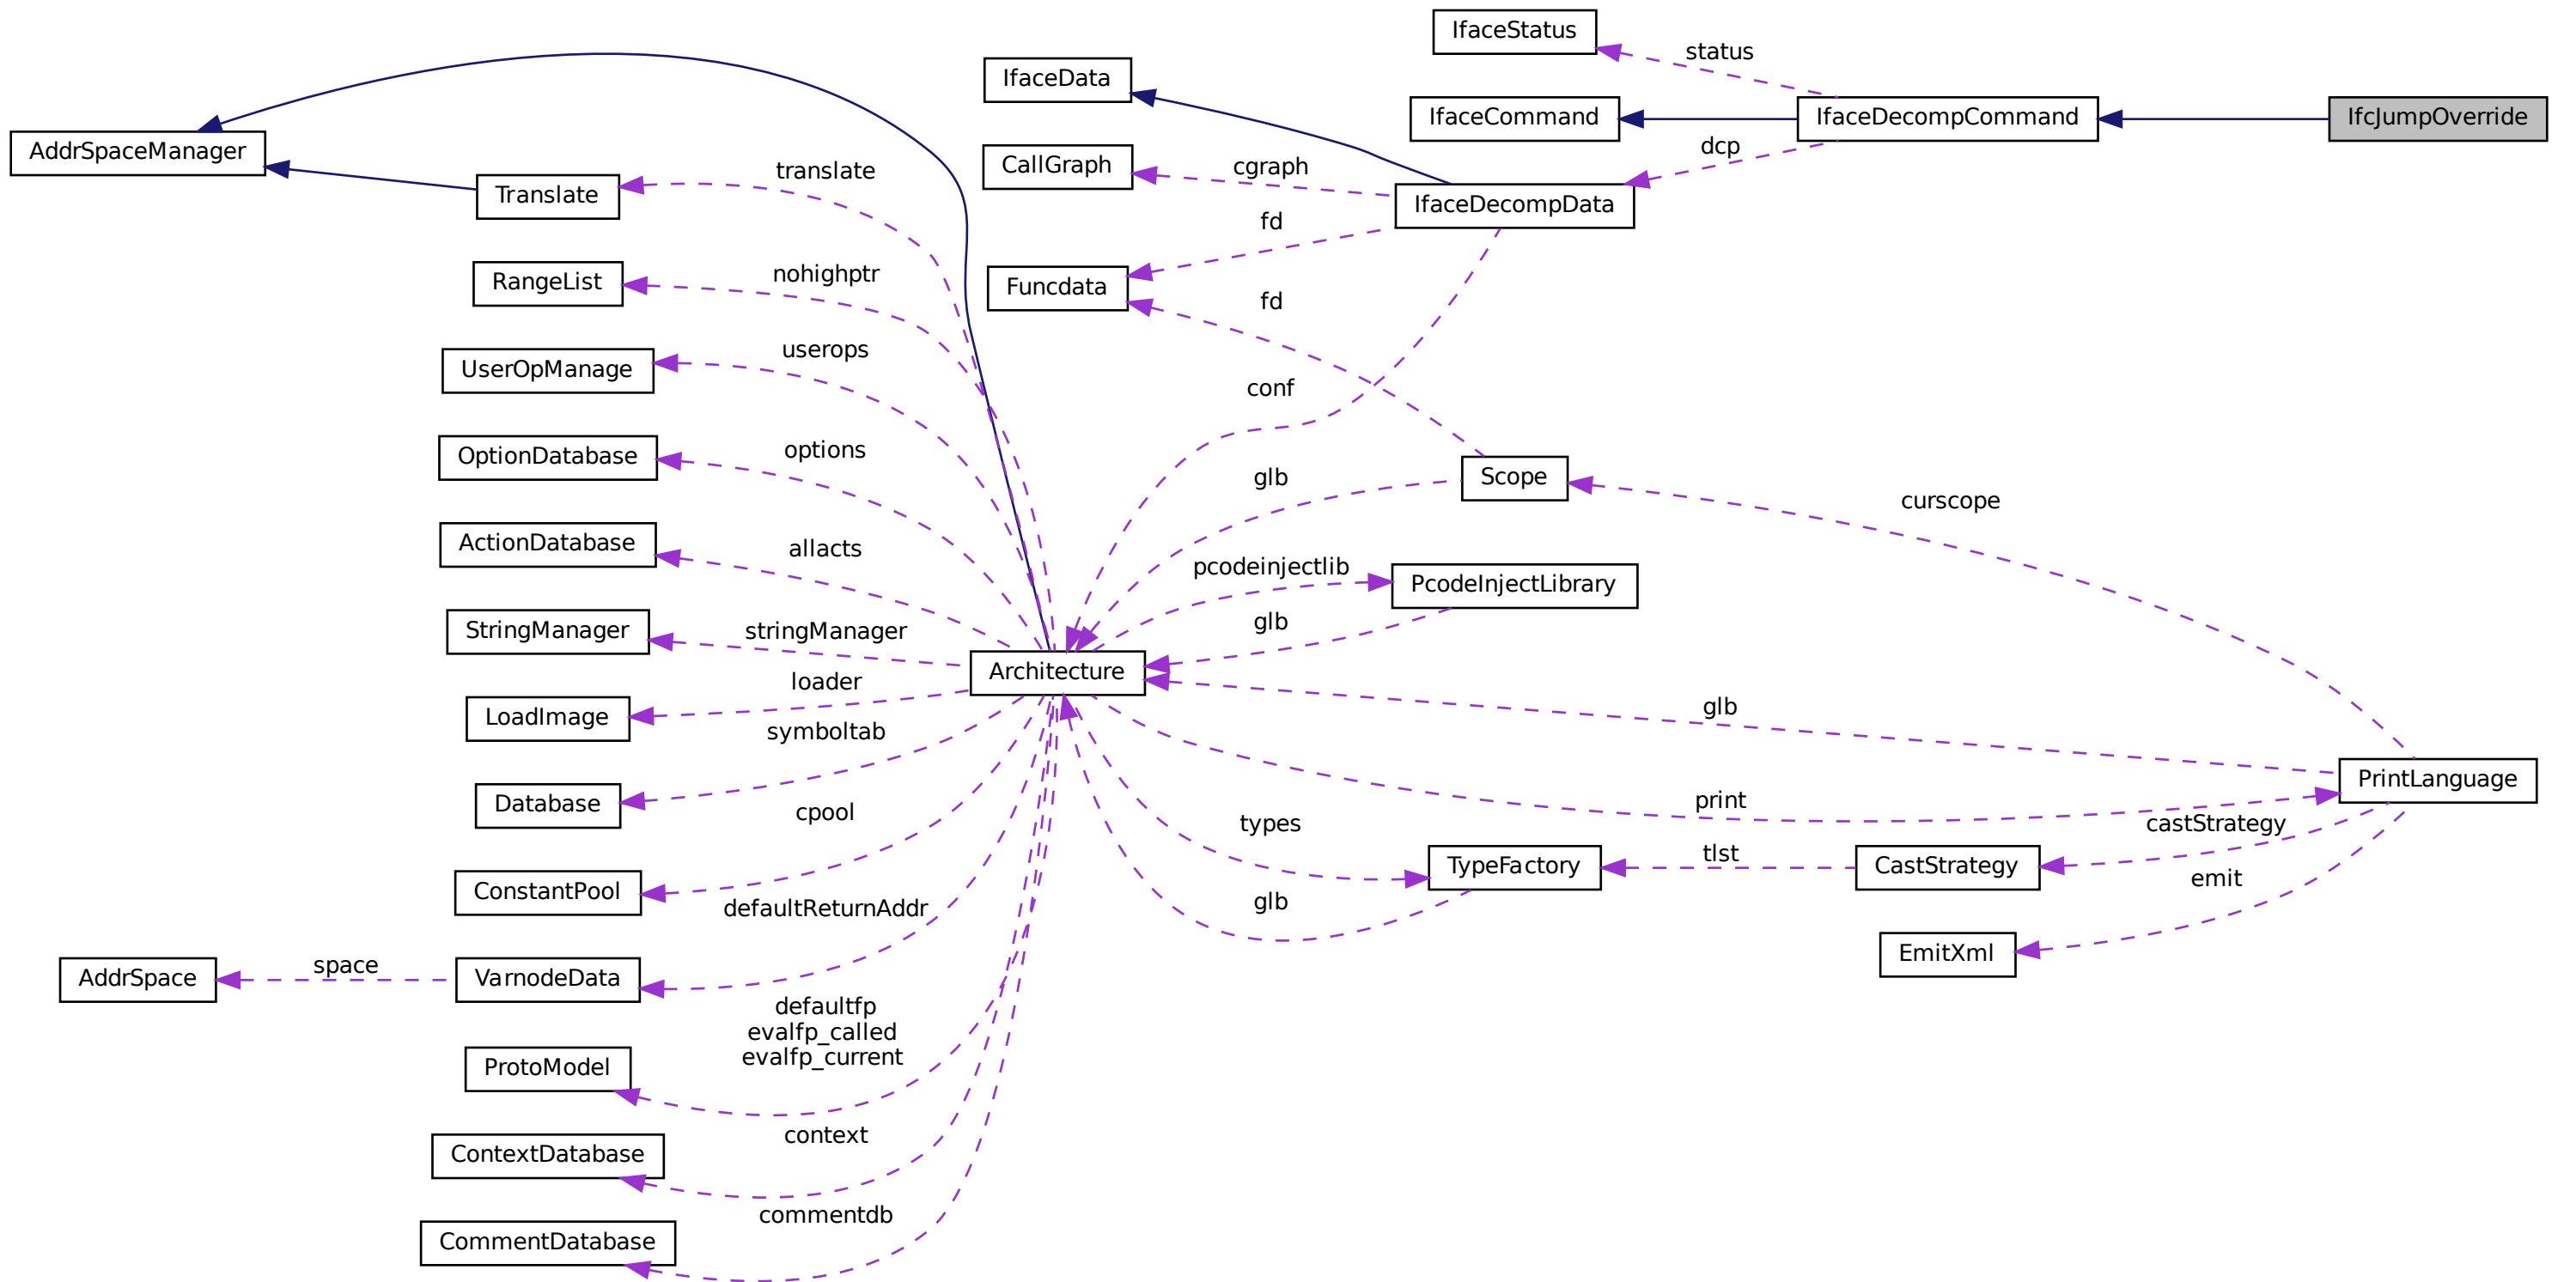 IfaceStatus
status
IfaceData
IfaceCommand
IfaceDecompCommand
IfcJumpOverride
AddrSpaceManager
dcp
CallGraph
cgraph
translate
Translate
IfaceDecompData
fd
nohighptr
RangeList
Funcdata
fd
userops
UserOpManage
conf
options
OptionDatabase
glb
Scope
curscope
allacts
ActionDatabase
pcodeinjectlib
PcodeInjectLibrary
stringManager
StringManager
glb
Architecture
loader
LoadImage
glb
symboltab
Database
PrintLanguage
print
cpool
types
castStrategy
tlst
TypeFactory
CastStrategy
ConstantPool
emit
defaultReturnAddr
glb
EmitXml
space
AddrSpace
VarnodeData
defaultfp
evalfp_called
evalfp_current
ProtoModel
context
ContextDatabase
commentdb
CommentDatabase